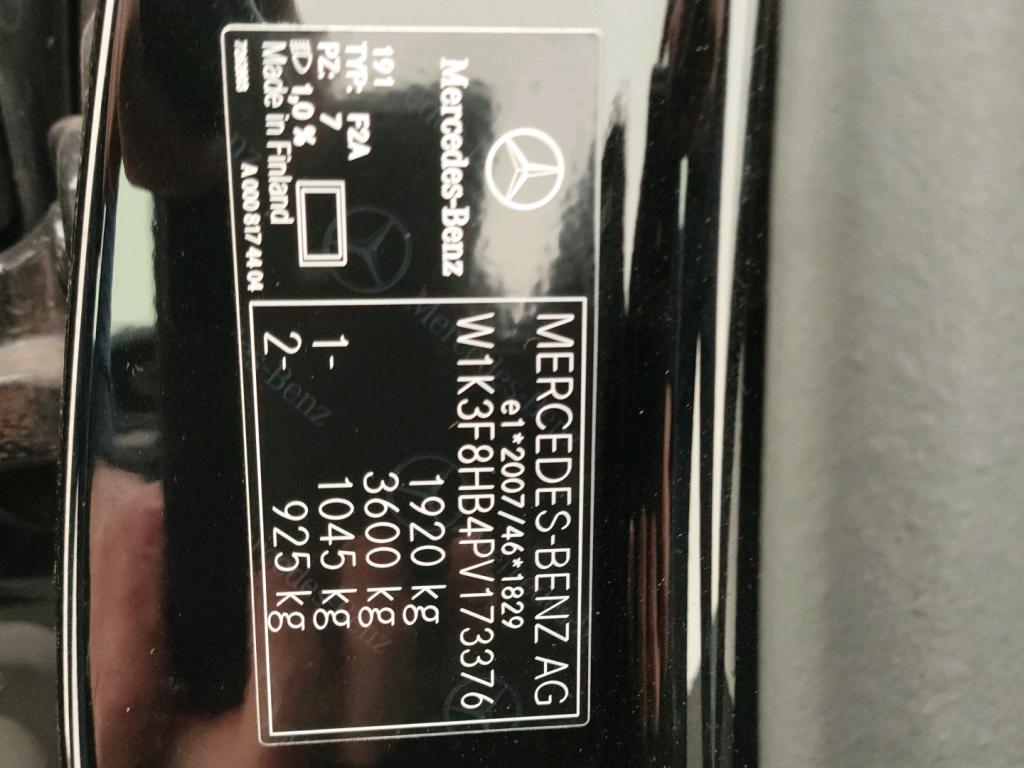 Mercedes-Benz
191
TYP: F2A
PZ: 7
1,0 %
Made in Finland
A 000 817 44 04
MERCEDES-BENZ AG
e1*2007/46*1829
W1K3F8HB4PV173376
1920 kg
3600 kg
1- 1045 kg
2- 925 kg